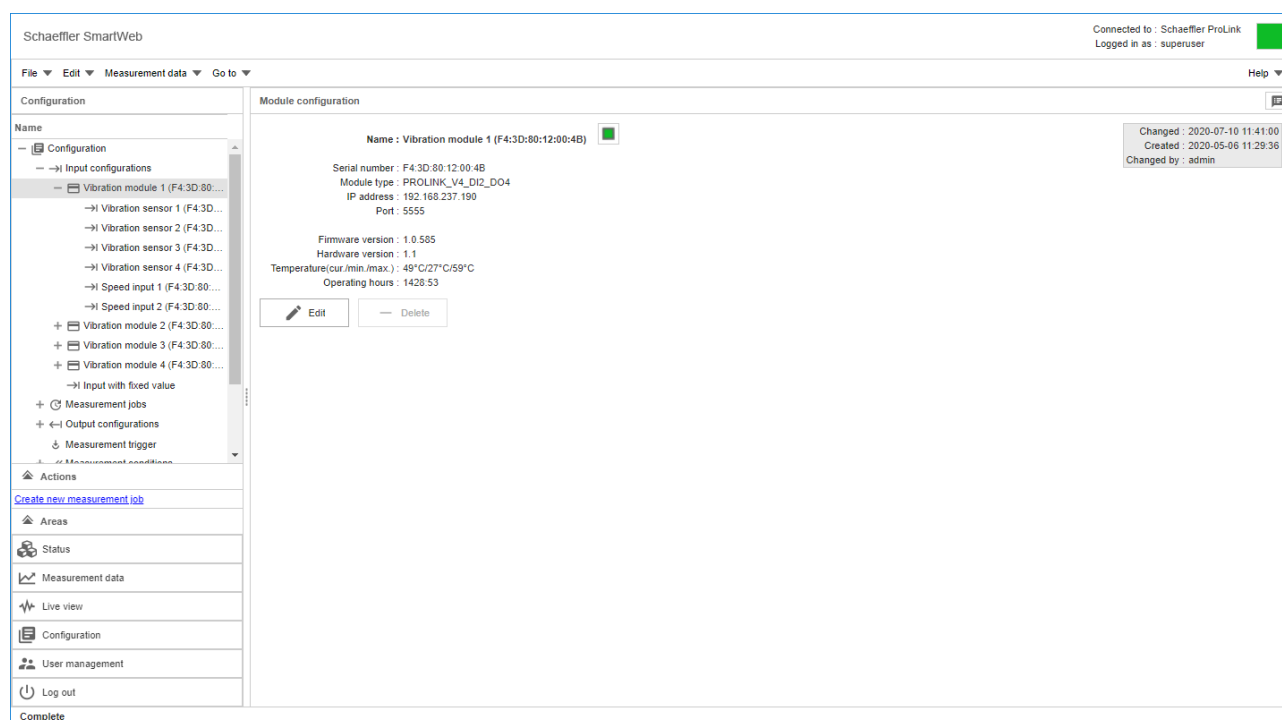 Schaeffler SmartWeb
Connected to : Schaeffler ProLink
Logged in as : superuser
File Edit Measurement data Go to Help
Configuration
Name
Configuration
Input configurations
Vibration module 1 (F4:3D:80:...
Vibration sensor 1 (F4:3D...
Vibration sensor 2 (F4:3D...
Vibration sensor 3 (F4:3D...
Vibration sensor 4 (F4:3D...
Speed input 1 (F4:3D:80:...
Speed input 2 (F4:3D:80:...
Vibration module 2 (F4:3D:80:...
Vibration module 3 (F4:3D:80:...
Vibration module 4 (F4:3D:80:...
Input with fixed value
Measurement jobs
Output configurations
Measurement trigger
Measurement conditions
Actions
Create new measurement job
Areas
Status
Measurement data
Live view
Configuration
User management
Log out
Complete
Module configuration
Name : Vibration module 1 (F4:3D:80:12:00:4B)
Serial number : F4:3D:80:12:00:4B
Module type : PROLINK_V4_DI2_DO4
IP address : 192.168.237.190
Port : 5555
Firmware version : 1.0.585
Hardware version : 1.1
Temperature(cur./min./max.) : 49°C/27°C/59°C
Operating hours : 1428:53
Edit Delete
Changed : 2020-07-10 11:41:00
Created : 2020-05-06 11:29:36
Changed by : admin